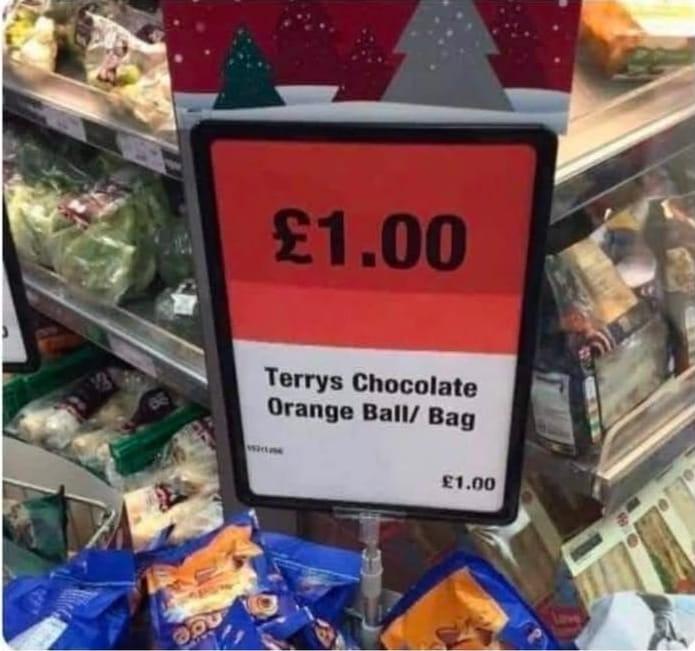 £1.00
Terrys Chocolate
Orange Ball/ Bag
£1.00